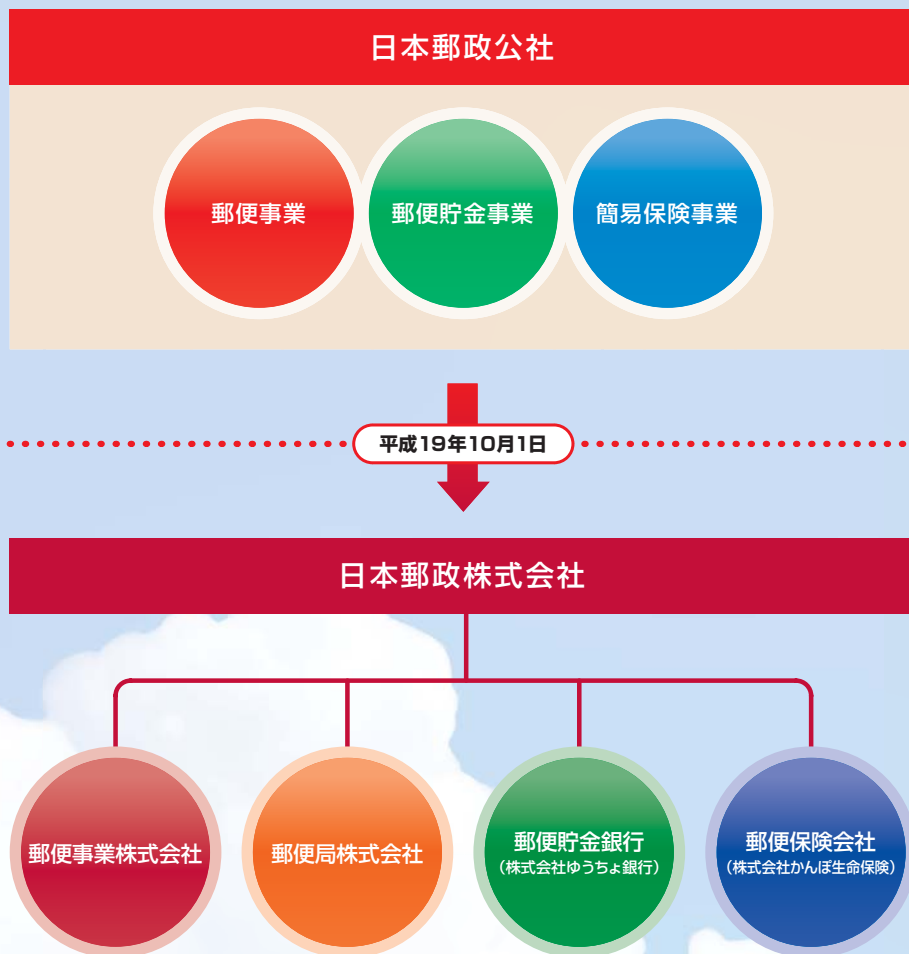 日本郵政公社
郵便事業
郵便貯金事業
簡易保険事業
平成19年10月1日
日本郵政株式会社
郵便事業株式会社
郵便局株式会社
郵便貯金銀行
（株式会社ゆうちょ銀行）
郵便保険会社
（株式会社かんぽ生命保険）